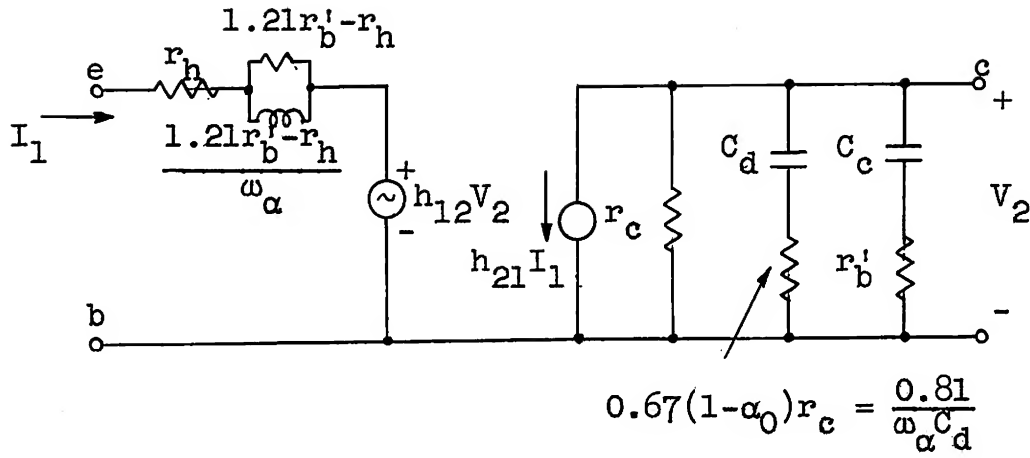 1.21r_b'-r_h
r_h
e
c
I_1
+
1.21r_b'-r_h
ω_α
C_d
C_c
+
h_12V_2
-
r_c
V_2
h_21I_1
r_b'
b
-
0.67(1-α_0)r_c = 0.81/ω_αC_d